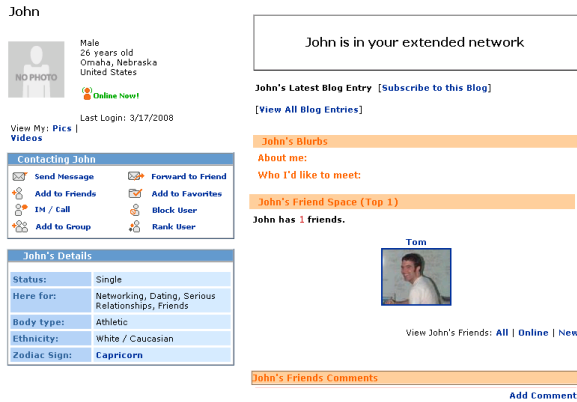 John
NO PHOTO
Male
26 years old
Omaha, Nebraska
United States
Online Now!
Last Login: 3/17/2008
View My: Pics |
Videos
Contacting John
Send Message
Forward to Friend
Add to Friends
Add to Favorites
IM / Call
Block User
Add to Group
Rank User
John's Details
Status: Single
Here for: Networking, Dating, Serious
Relationships, Friends
Body type: Athletic
Ethnicity: White / Caucasian
Zodiac Sign: Capricorn
John is in your extended network
John's Latest Blog Entry [Subscribe to this Blog]
[View All Blog Entries]
John's Blurbs
About me:
Who I'd like to meet:
John's Friend Space (Top 1)
John has 1 friends.
Tom
View John's Friends: All | Online | New
John's Friends Comments
Add Comment